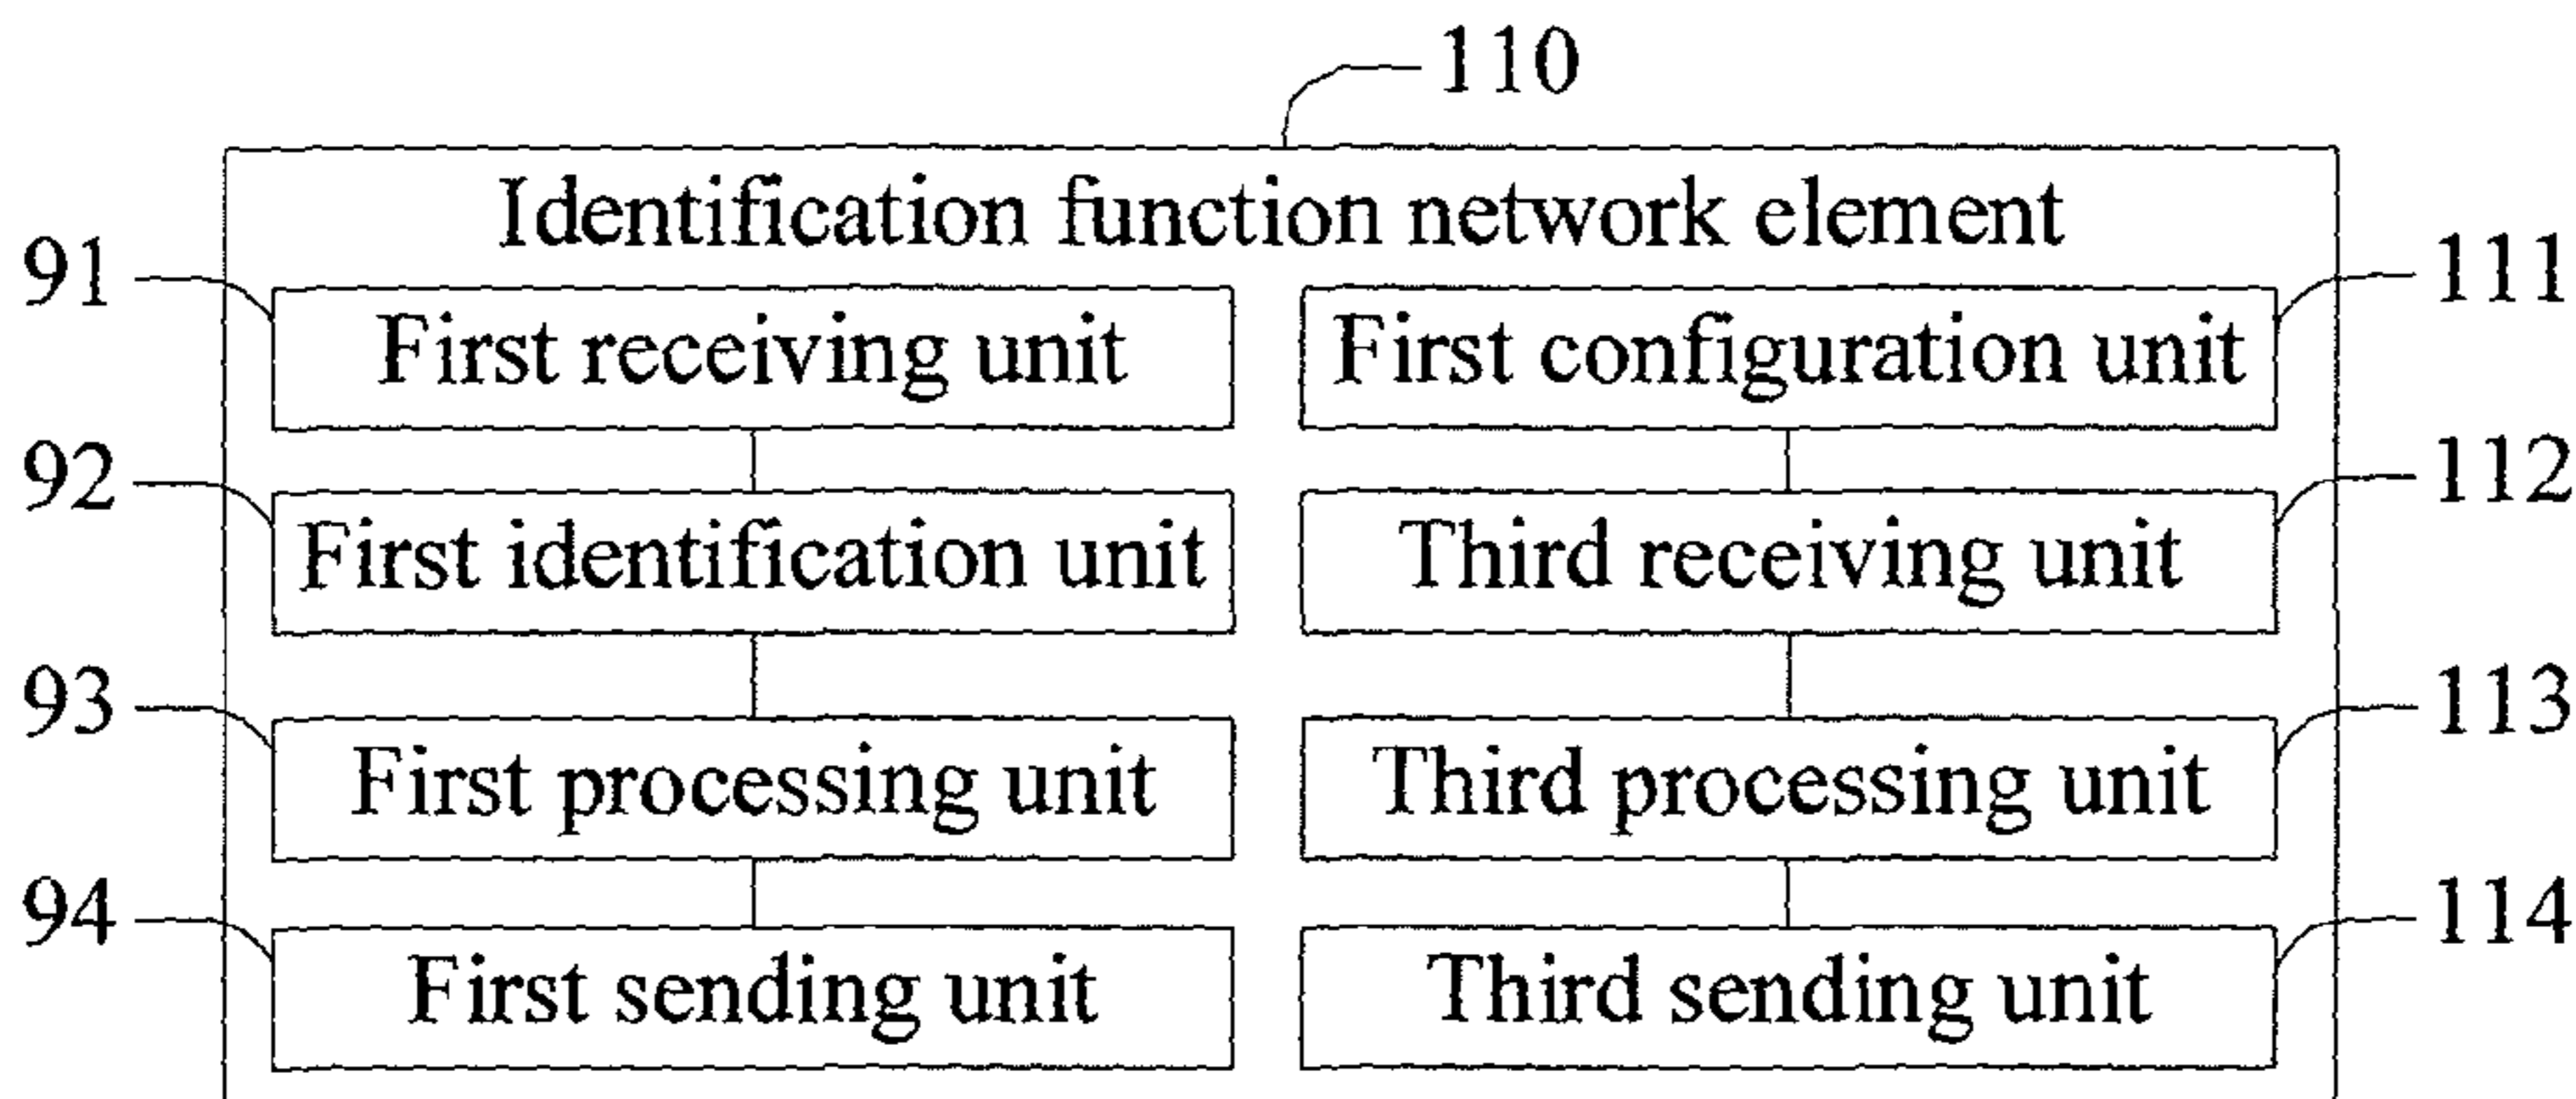 110
Identification function network element
91 First receiving unit First configuration unit 111
92 First identification unit Third receiving unit 112
93 First processing unit Third processing unit 113
94 First sending unit Third sending unit 114